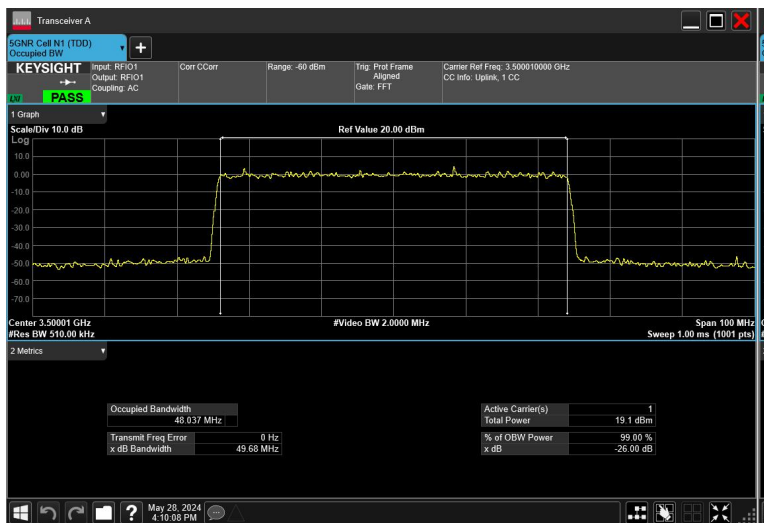 Transceiver A
5GNR Cell N1 (TDD)
Occupied BW
KEYSIGHT
LXI
PASS
Input: RFIO1
Output: RFIO1
Coupling: AC
Corr CCorr
Range: -60 dBm
Trig: Prot Frame
Aligned
Gate: FFT
Carrier Ref Freq: 3.500010000 GHz
CC Info: Uplink, 1 CC
1 Graph
Scale/Div 10.0 dB
Ref Value 20.00 dBm
Log
10.0
0.00
-10.0
-20.0
-30.0
-40.0
-50.0
-60.0
-70.0
Center 3.50001 GHz
#Video BW 2.0000 MHz
Span 100 MHz
#Res BW 510.00 kHz
Sweep 1.00 ms (1001 pts)
2 Metrics
Occupied Bandwidth
48.037 MHz
Transmit Freq Error 0 Hz
x dB Bandwidth 49.68 MHz
Active Carrier(s) 1
Total Power 19.1 dBm
% of OBW Power 99.00 %
x dB -26.00 dB
?
May 28, 2024
4:10:08 PM